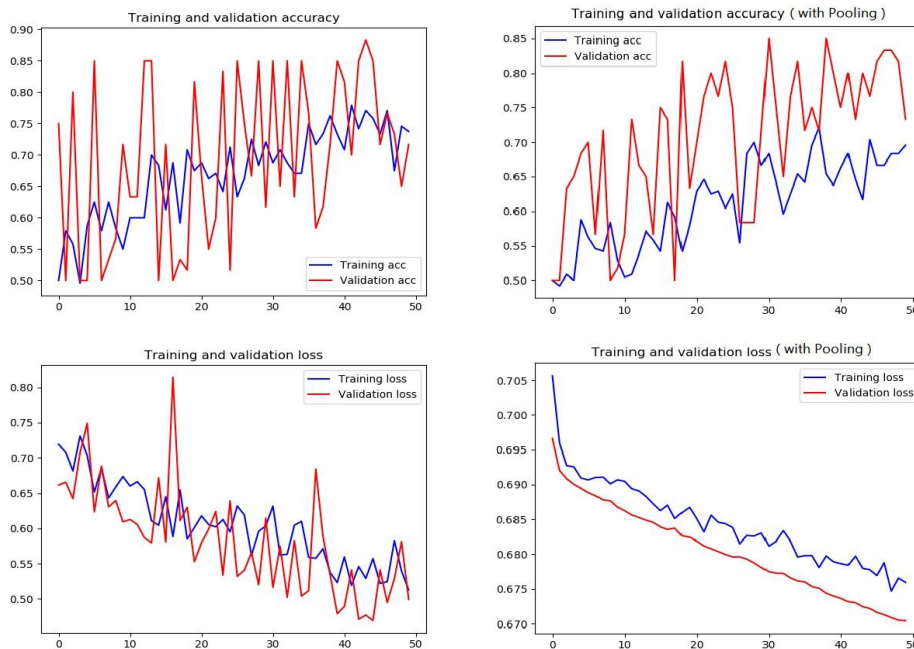 Training and validation accuracy
0.90
0.85
0.80
0.75
0.70
0.65
0.60
0.55
0.50
Training acc
Validation acc
0 10 20 30 40 50
Training and validation accuracy ( with Pooling )
0.85
0.80
0.75
0.70
0.65
0.60
0.55
0.50
Training acc
Validation acc
0 10 20 30 40 50
Training and validation loss
0.80
0.75
0.70
0.65
0.60
0.55
0.50
Training loss
Validation loss
0 10 20 30 40 50
Training and validation loss ( with Pooling )
0.705
0.700
0.695
0.690
0.685
0.680
0.675
0.670
Training loss
Validation loss
0 10 20 30 40 50